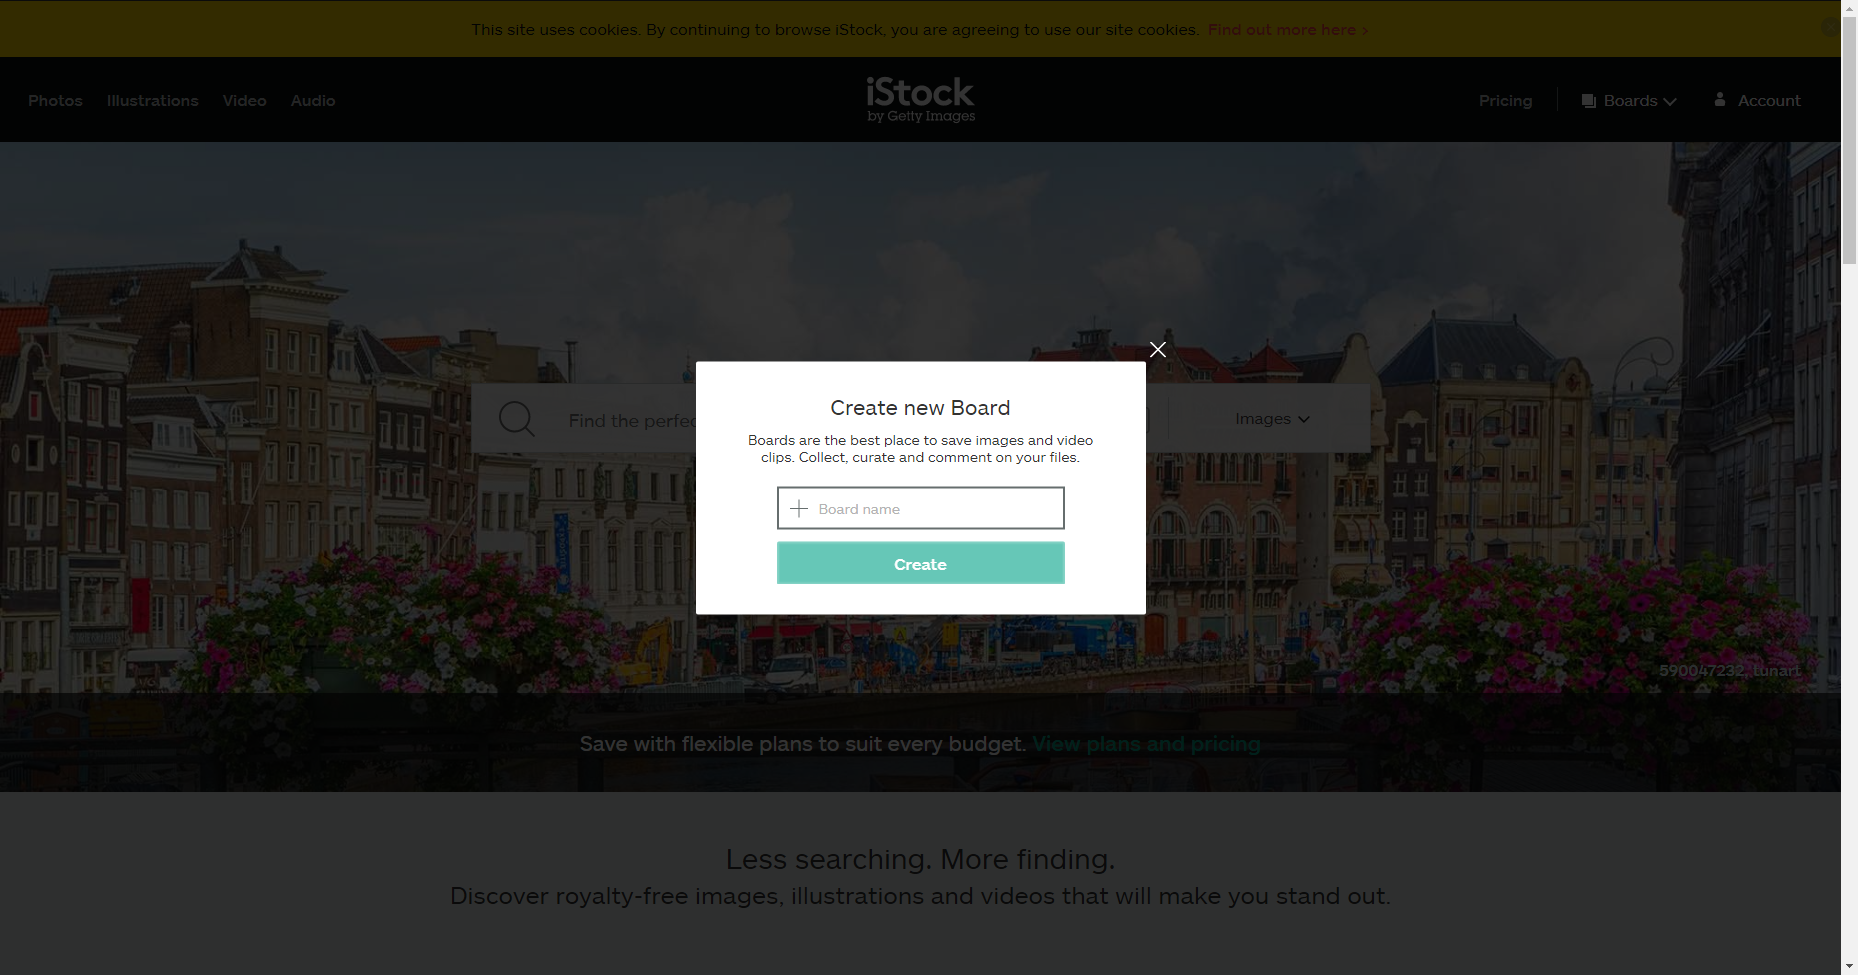 This site uses cookies. By continuing to browse iStock, you are agreeing to use our site cookies. Find out more here ›
Photos Illustrations Video Audio
iStock
by Getty Images
Pricing Boards Account
Create new Board
Boards are the best place to save images and video
clips. Collect, curate and comment on your files.
Find the perfec
Images
Board name
Create
590047232, tunart
Save with flexible plans to suit every budget. View plans and pricing
Less searching. More finding.
Discover royalty-free images, illustrations and videos that will make you stand out.